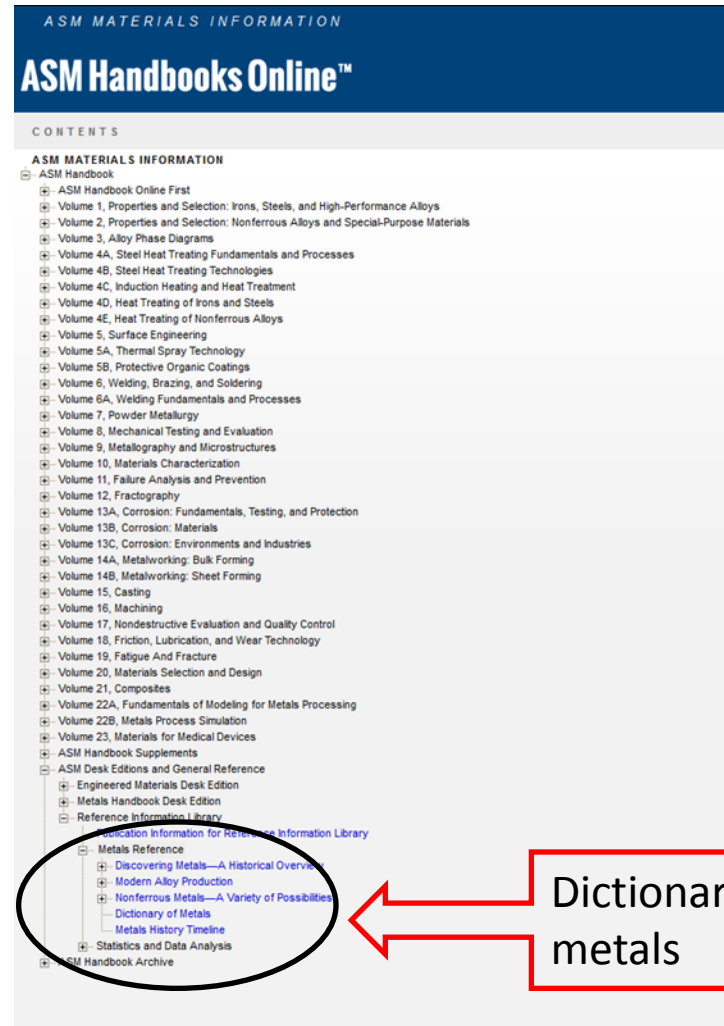 ASM MATERIALS INFORMATION
ASM Handbooks Online™
CONTENTS
ASM MATERIALS INFORMATION
ASM Handbook
ASM Handbook Online First
Volume 1, Properties and Selection: Irons, Steels, and High-Performance Alloys
Volume 2, Properties and Selection: Nonferrous Alloys and Special-Purpose Materials
Volume 3, Alloy Phase Diagrams
Volume 4A, Steel Heat Treating Fundamentals and Processes
Volume 4B, Steel Heat Treating Technologies
Volume 4C, Induction Heating and Heat Treatment
Volume 4D, Heat Treating of Irons and Steels
Volume 4E, Heat Treating of Nonferrous Alloys
Volume 5, Surface Engineering
Volume 5A, Thermal Spray Technology
Volume 5B, Protective Organic Coatings
Volume 6, Welding, Brazing, and Soldering
Volume 6A, Welding Fundamentals and Processes
Volume 7, Powder Metallurgy
Volume 8, Mechanical Testing and Evaluation
Volume 9, Metallography and Microstructures
Volume 10, Materials Characterization
Volume 11, Failure Analysis and Prevention
Volume 12, Fractography
Volume 13A, Corrosion: Fundamentals, Testing, and Protection
Volume 13B, Corrosion: Materials
Volume 13C, Corrosion: Environments and Industries
Volume 14A, Metalworking: Bulk Forming
Volume 14B, Metalworking: Sheet Forming
Volume 15, Casting
Volume 16, Machining
Volume 17, Nondestructive Evaluation and Quality Control
Volume 18, Friction, Lubrication, and Wear Technology
Volume 19, Fatigue And Fracture
Volume 20, Materials Selection and Design
Volume 21, Composites
Volume 22A, Fundamentals of Modeling for Metals Processing
Volume 22B, Metals Process Simulation
Volume 23, Materials for Medical Devices
ASM Handbook Supplements
ASM Desk Editions and General Reference
Engineered Materials Desk Edition
Metals Handbook Desk Edition
Reference Information Library
Publication Information for Reference Information Library
Metals Reference
Discovering Metals—A Historical Overview
Modern Alloy Production
Nonferrous Metals—A Variety of Possibilities
Dictionary of Metals
Metals History Timeline
Statistics and Data Analysis
ASM Handbook Archive
Dictionar
metals